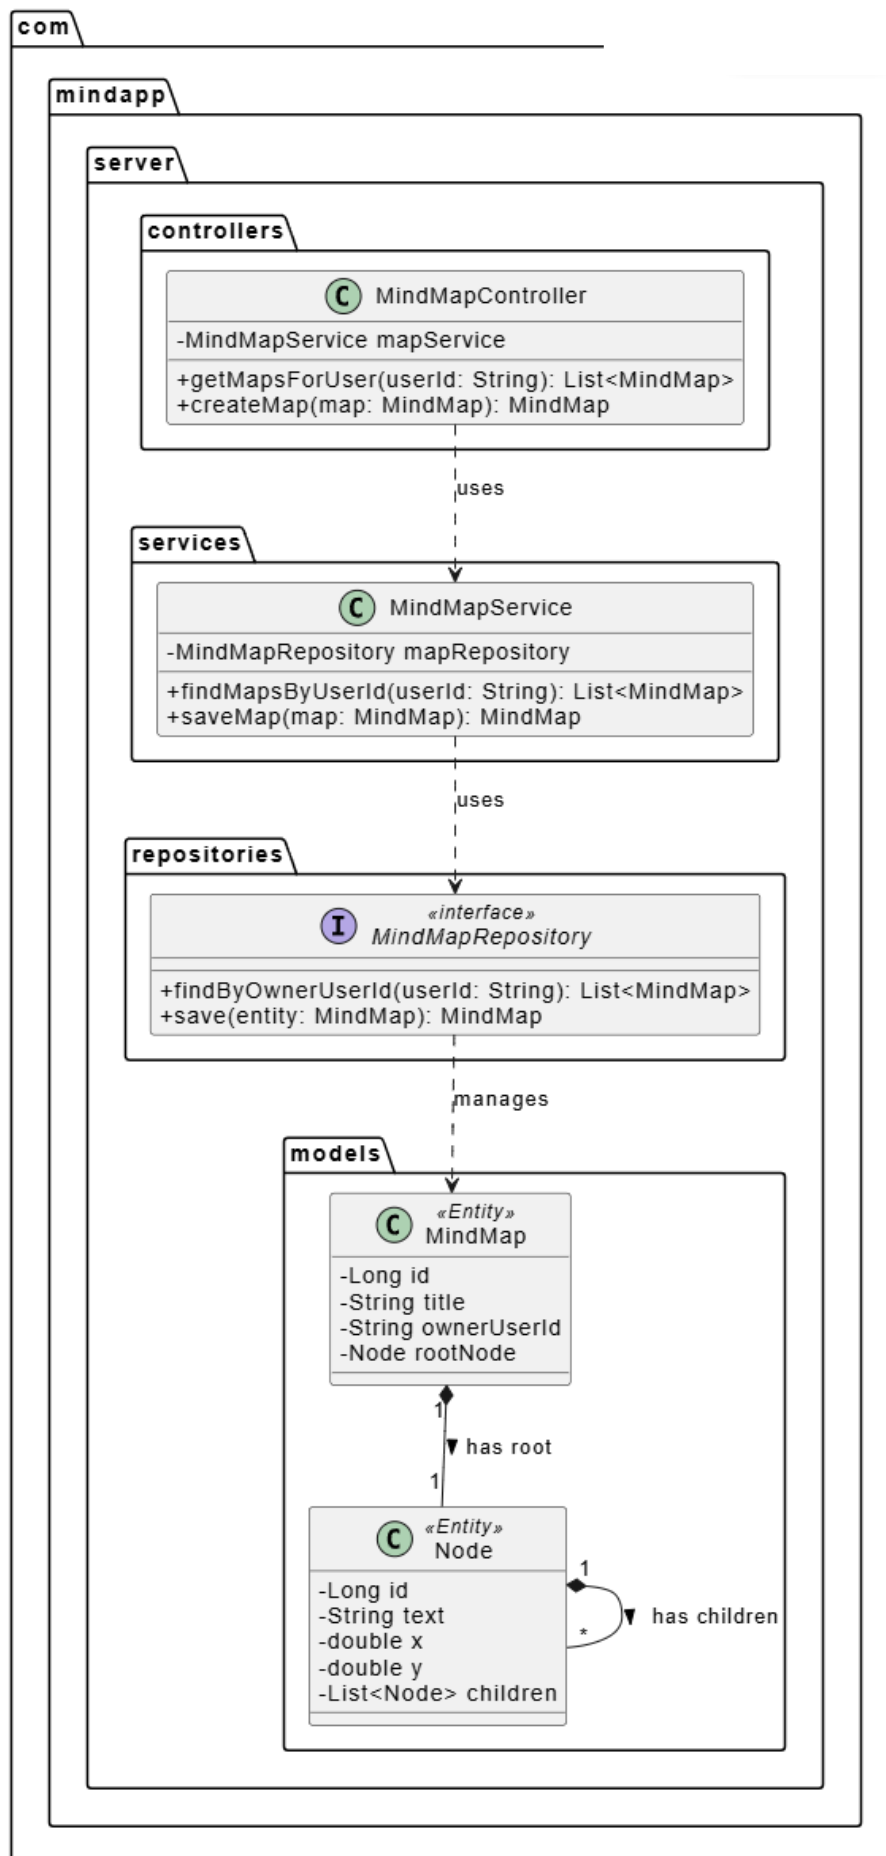 com
mindapp
server
controllers
C MindMapController
-MindMapService mapService
+getMapsForUser(userId: String): List<MindMap>
+createMap(map: MindMap): MindMap
uses
services
C MindMapService
-MindMapRepository mapRepository
+findMapsByUserId(userId: String): List<MindMap>
+saveMap(map: MindMap): MindMap
uses
repositories
«interface»
I MindMapRepository
+findByOwnerUserId(userId: String): List<MindMap>
+save(entity: MindMap): MindMap
manages
models
«Entity»
C MindMap
-Long id
-String title
-String ownerUserId
-Node rootNode
1
has root
1
«Entity»
C Node
-Long id
-String text
-double x
-double y
-List<Node> children
1
has children
*